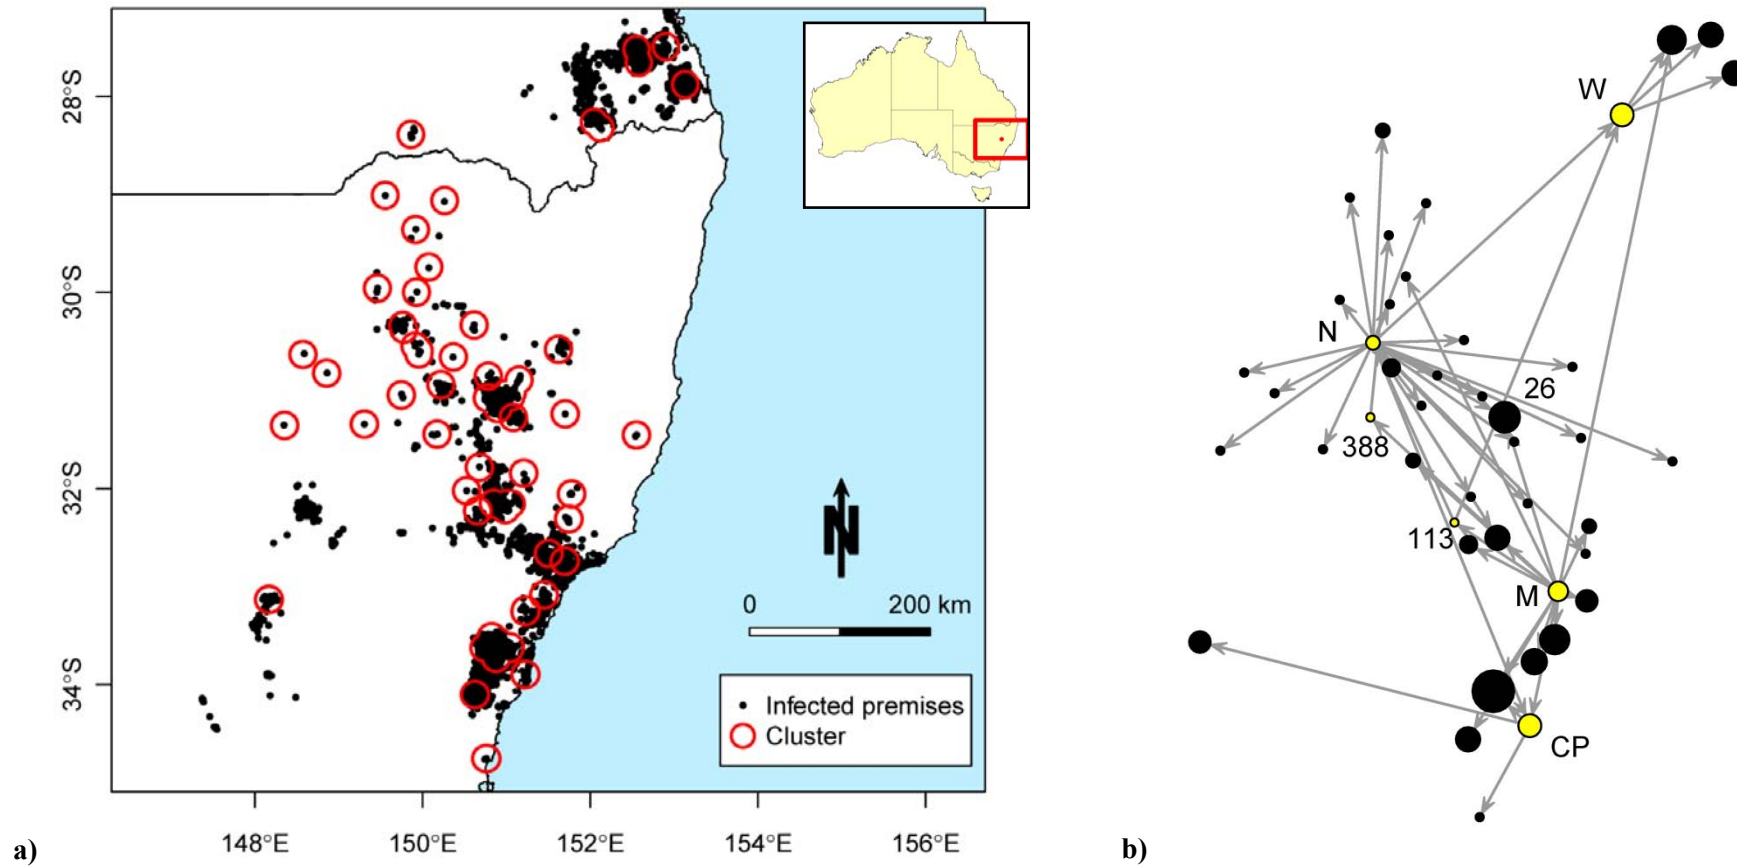 28°S
30°S
32°S
34°S
148°E
150°E
152°E
154°E
156°E
N
0 200 km
Infected premises
Cluster
a)
W
N
26
388
113
M
CP
b)